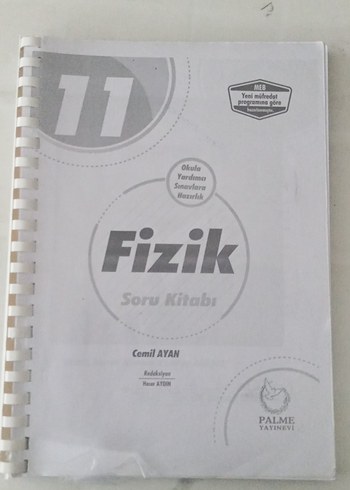 11
MEB
Yeni müfredat
programına göre
hazırlanmıştır.
Okula
Yardımcı
Sınavlara
Hazırlık
Fizik
Soru Kitabı
Cemil AYAN
Redaksiyon
AYDIN
PALME
YAYINEVİ